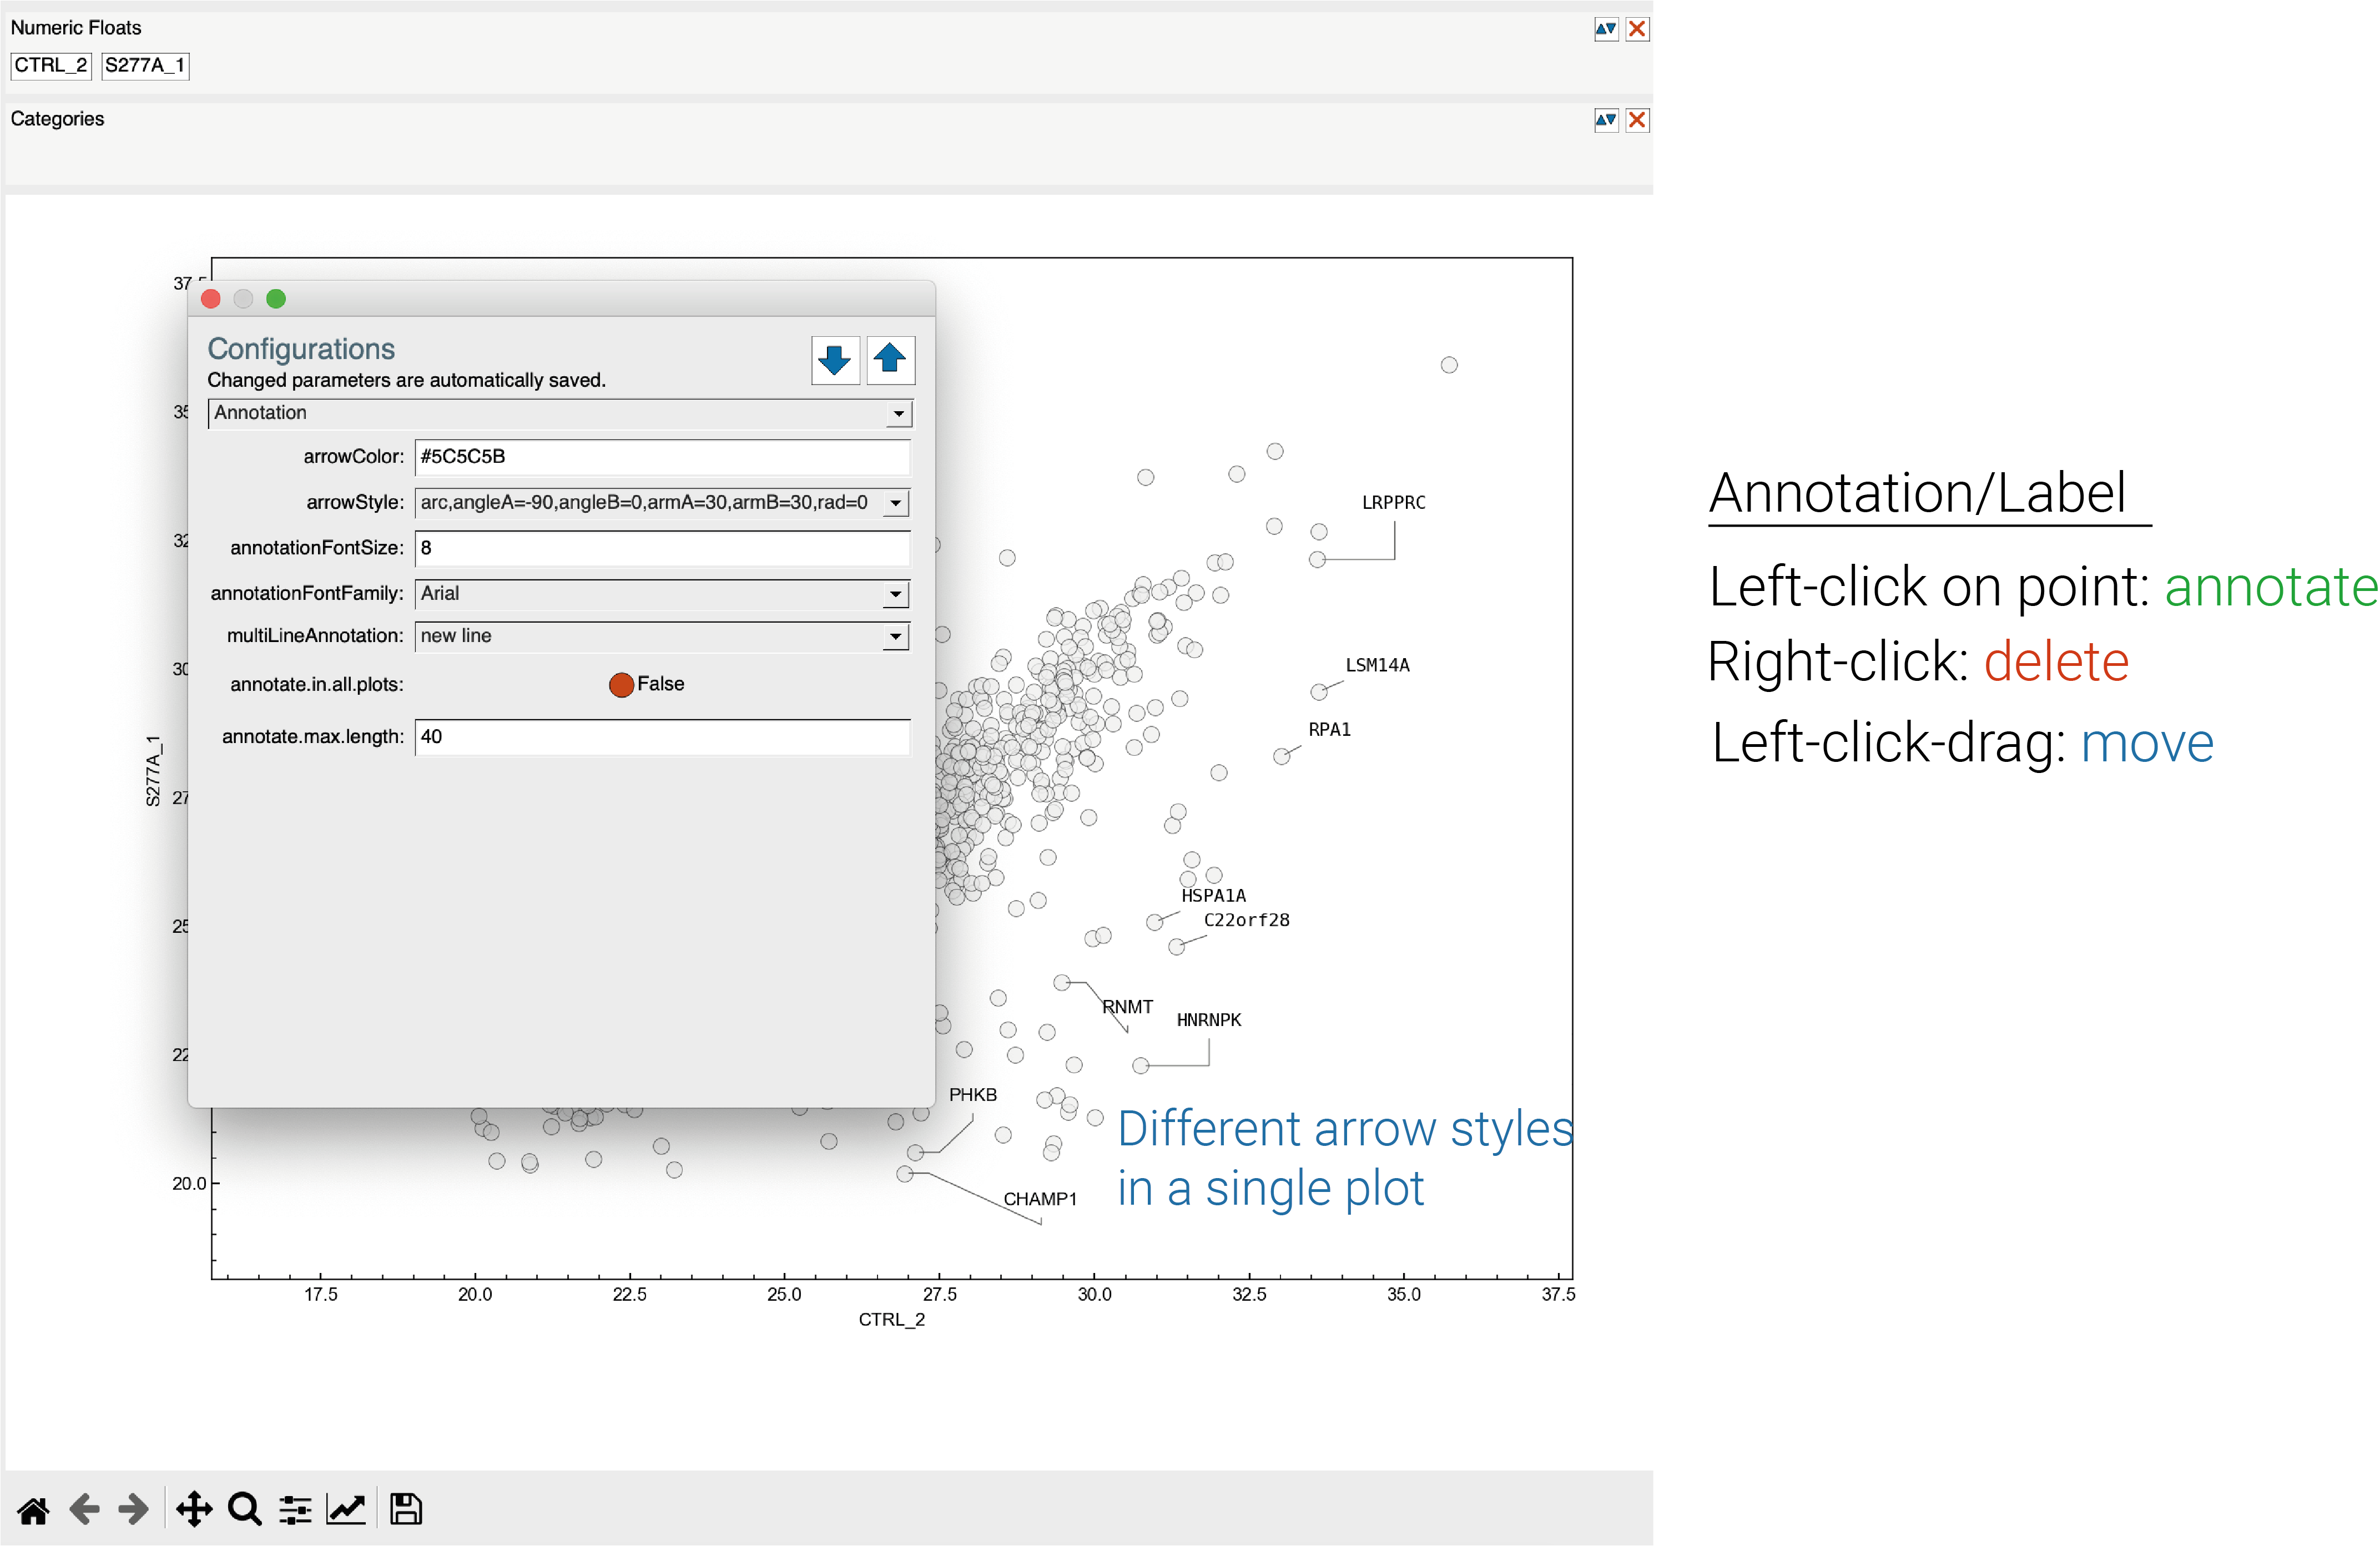 Numeric Floats
CTRL_2 S277A_1
Categories
Configurations
Changed parameters are automatically saved.
Annotation
arrowColor: #5C5C5B
arrowStyle: arc,angleA=-90,angleB=0,armA=30,armB=30,rad=0
annotationFontSize: 8
annotationFontFamily: Arial
multiLineAnnotation: new line
annotate.in.all.plots: False
annotate.max.length: 40
S277A_1
37.5
35
32
30
27
25
22
20.0
LRPPRC
LSM14A
RPA1
HSPA1A
C22orf28
RNMT
HNRNPK
PHKB
CHAMP1
Different arrow styles
in a single plot
17.5 20.0 22.5 25.0 27.5 30.0 32.5 35.0 37.5
CTRL_2
Annotation/Label
Left-click on point: annotate
Right-click: delete
Left-click-drag: move